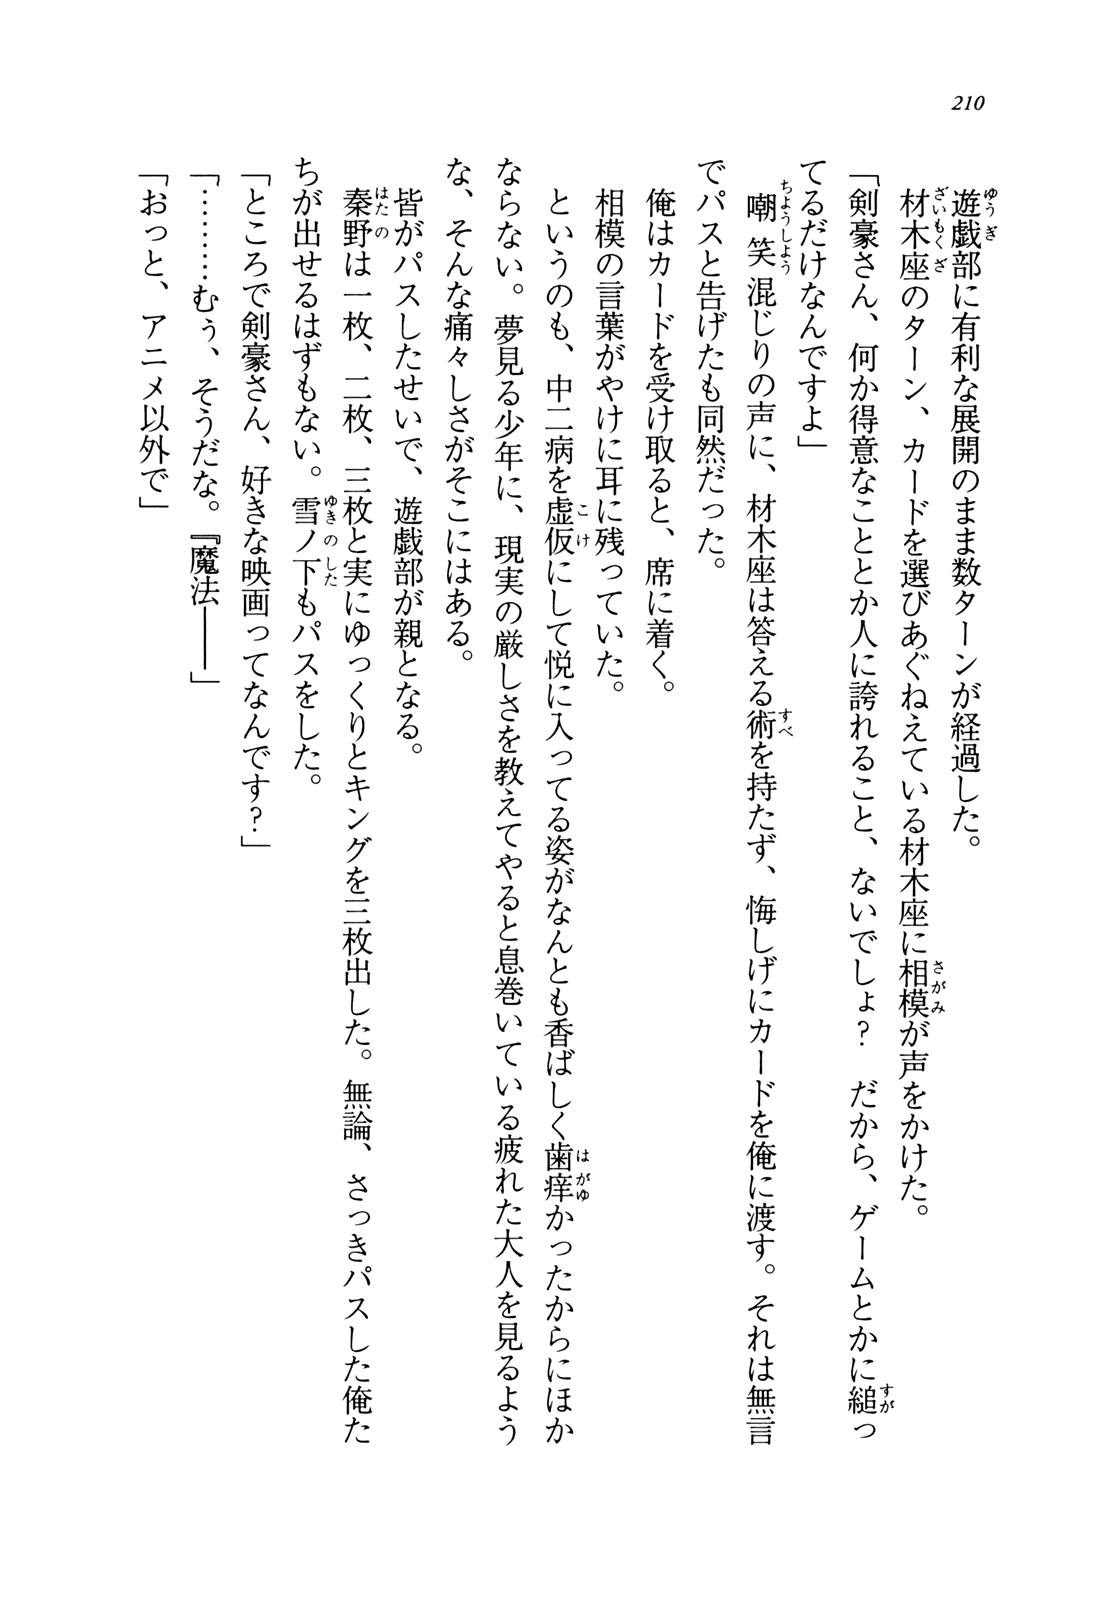 210
遊戯部に有利な展開のまま数ターンが経過した。
材木座のターン、カードを選びあぐねえている材木座に相模が声をかけた。
「剣豪さん、何か得意なこととか人に誇れること、ないでしょ？　だから、ゲームとかに縋っ
てるだけなんですよ」
嘲笑混じりの声に、材木座は答える術を持たず、悔しげにカードを俺に渡す。それは無言
でパスと告げたも同然だった。
俺はカードを受け取ると、席に着く。
相模の言葉がやけに耳に残っていた。
というのも、中二病を虚仮にして悦に入ってる姿がなんとも香ばしく歯痒かったからにほか
ならない。夢見る少年に、現実の厳しさを教えてやると息巻いている疲れた大人を見るよう
な、そんな痛々しさがそこにはある。
皆がパスしたせいで、遊戯部が親となる。
秦野は一枚、二枚、三枚と実にゆっくりとキングを三枚出した。無論、さっきパスした俺た
ちが出せるはずもない。雪ノ下もパスをした。
「ところで剣豪さん、好きな映画ってなんです？」
「………むぅ、そうだな。『魔法――」
「おっと、アニメ以外で」